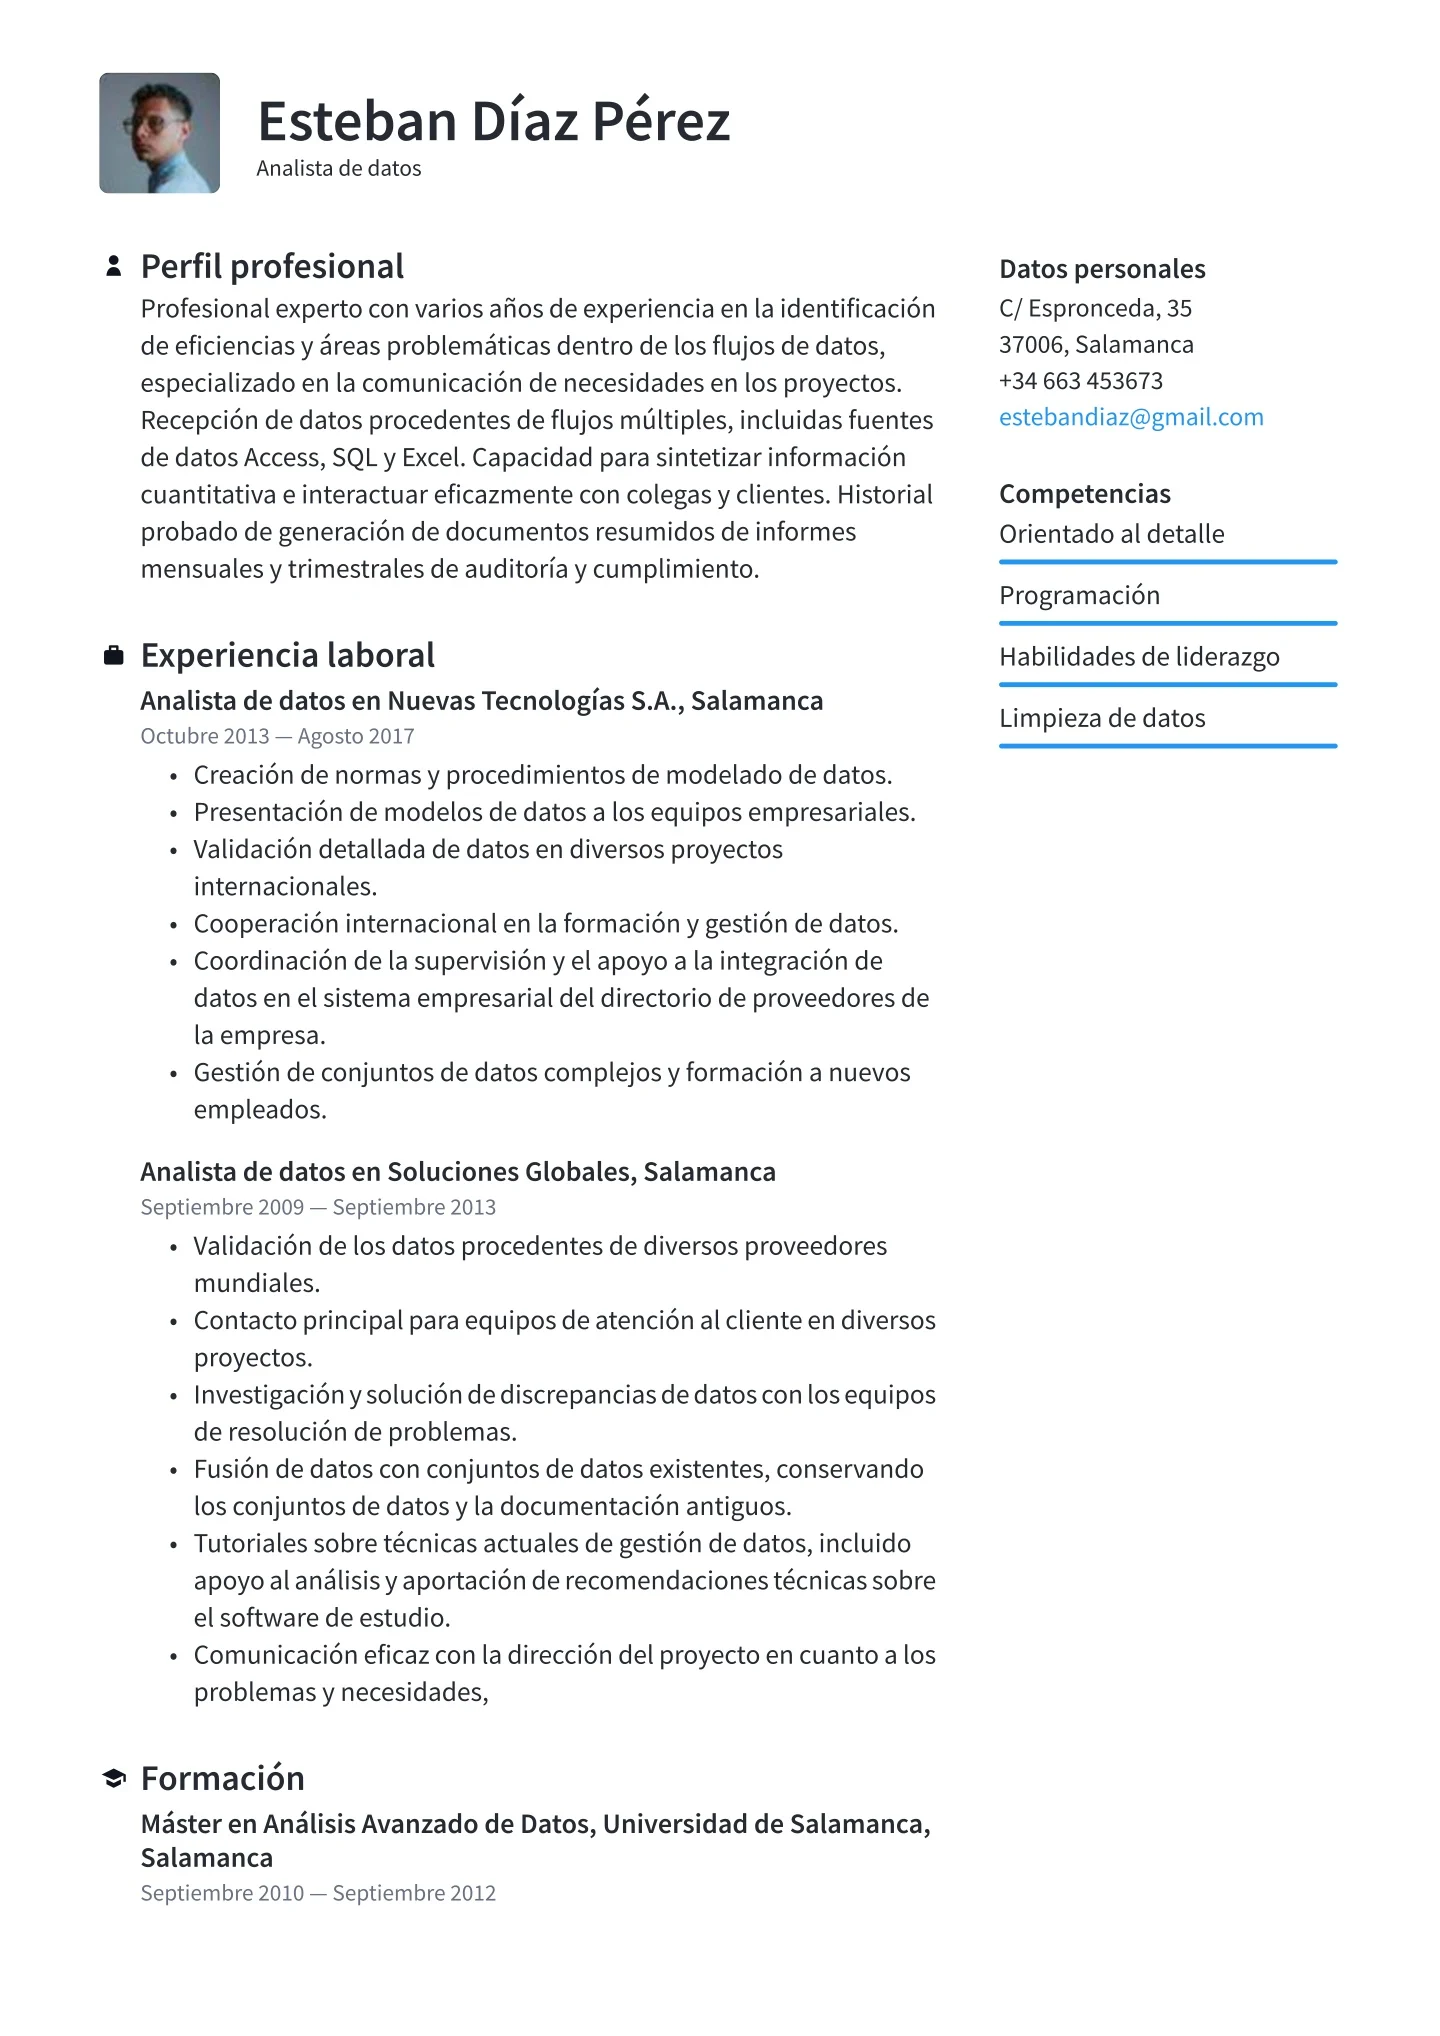 Esteban Díaz Pérez
Analista de datos
Perfil profesional
Profesional experto con varios años de experiencia en la identificación
de eficiencias y áreas problemáticas dentro de los flujos de datos,
especializado en la comunicación de necesidades en los proyectos.
Recepción de datos procedentes de flujos múltiples, incluidas fuentes
de datos Access, SQL y Excel. Capacidad para sintetizar información
cuantitativa e interactuar eficazmente con colegas y clientes. Historial
probado de generación de documentos resumidos de informes
mensuales y trimestrales de auditoría y cumplimiento.
Experiencia laboral
Analista de datos en Nuevas Tecnologías S.A., Salamanca
Octubre 2013 — Agosto 2017
• Creación de normas y procedimientos de modelado de datos.
• Presentación de modelos de datos a los equipos empresariales.
• Validación detallada de datos en diversos proyectos
internacionales.
• Cooperación internacional en la formación y gestión de datos.
• Coordinación de la supervisión y el apoyo a la integración de
datos en el sistema empresarial del directorio de proveedores de
la empresa.
• Gestión de conjuntos de datos complejos y formación a nuevos
empleados.
Analista de datos en Soluciones Globales, Salamanca
Septiembre 2009 — Septiembre 2013
• Validación de los datos procedentes de diversos proveedores
mundiales.
• Contacto principal para equipos de atención al cliente en diversos
proyectos.
• Investigación y solución de discrepancias de datos con los equipos
de resolución de problemas.
• Fusión de datos con conjuntos de datos existentes, conservando
los conjuntos de datos y la documentación antiguos.
• Tutoriales sobre técnicas actuales de gestión de datos, incluido
apoyo al análisis y aportación de recomendaciones técnicas sobre
el software de estudio.
• Comunicación eficaz con la dirección del proyecto en cuanto a los
problemas y necesidades,
Formación
Máster en Análisis Avanzado de Datos, Universidad de Salamanca,
Salamanca
Septiembre 2010 — Septiembre 2012
Datos personales
C/ Espronceda, 35
37006, Salamanca
+34 663 453673
estebandiaz@gmail.com
Competencias
Orientado al detalle
Programación
Habilidades de liderazgo
Limpieza de datos